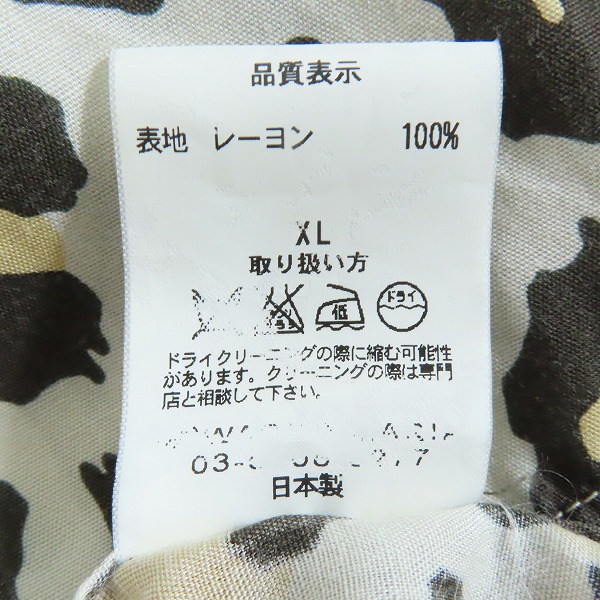 品質表示
表地 レーヨン 100%
XL
取り扱い方
低 ドライ
ドライクリーニングの際に縮む可能性
があります。クリーニングの際は専門
店と相談して下さい。
日本製